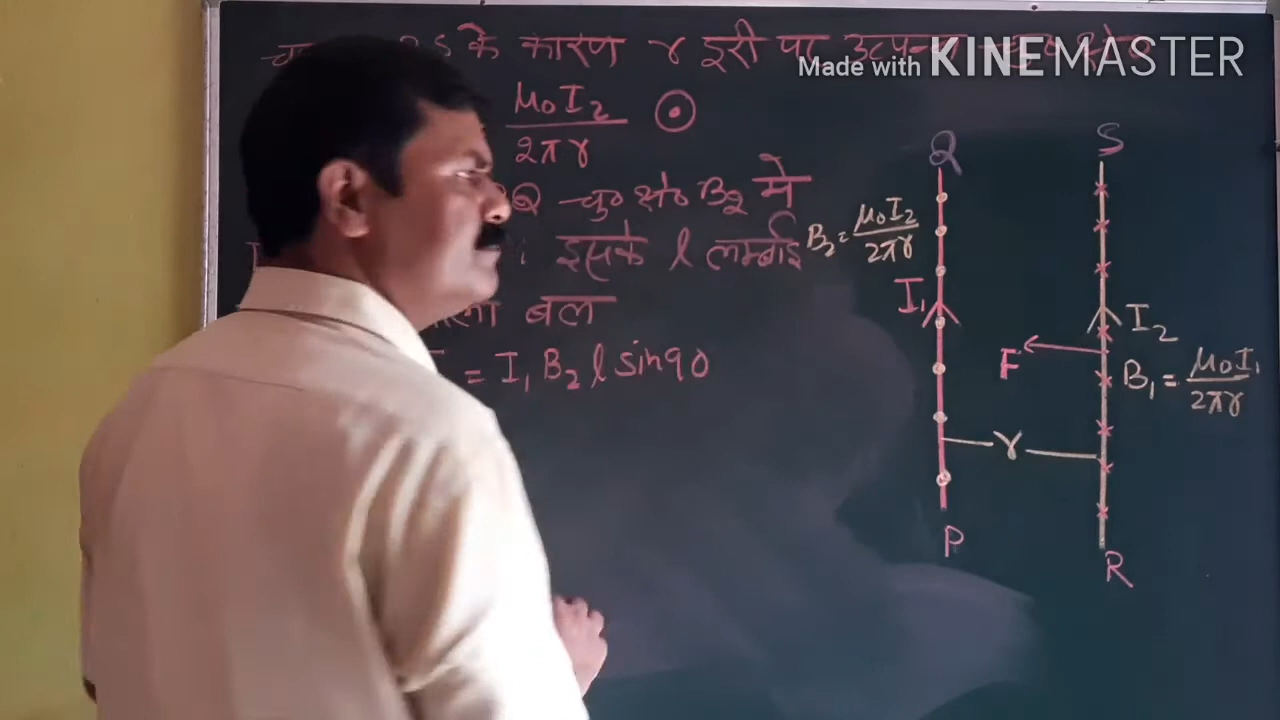 के कारण r दूरी पर उत्पन्न
Made with KINEMASTER
μ₀I₂
2πr
चु० क्षे० B₂ मे
इसके l लम्बाई
बल
= I₁ B₂ l sin90
Q
S
B₂ = μ₀I₂
2πr
I₁
I₂
F
B₁ = μ₀I₁
2πr
r
P
R